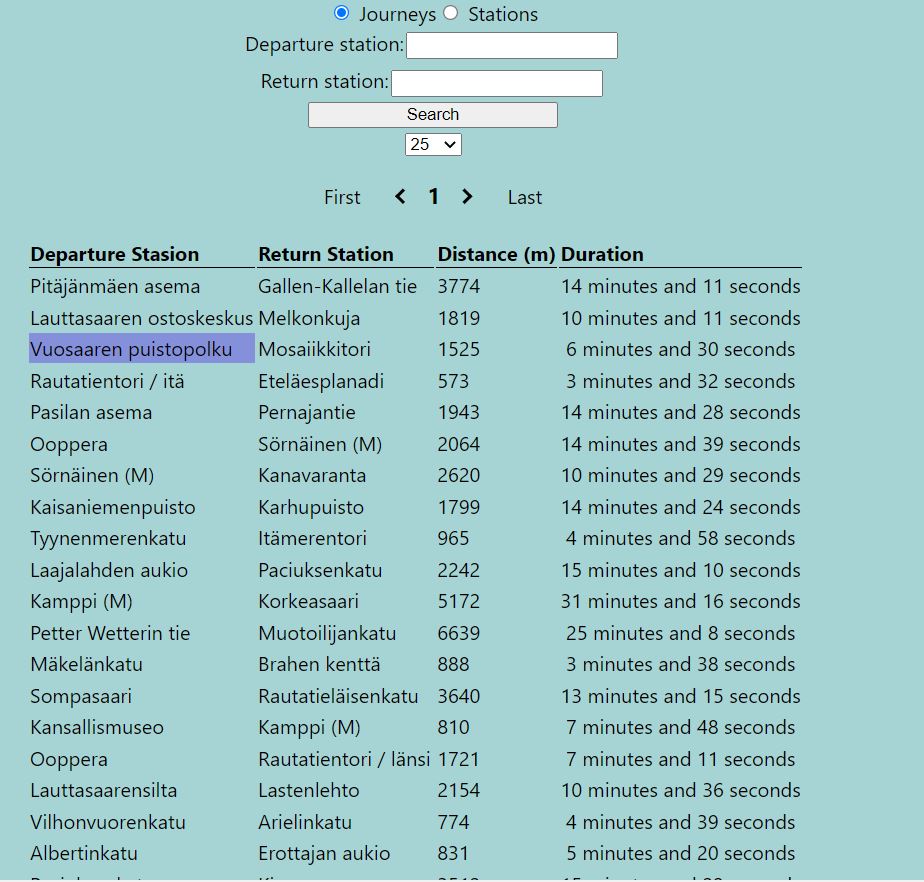 Journeys Stations
Departure station:
Return station:
Search
25
First < 1 > Last
Departure Stasion Return Station Distance (m) Duration
Pitäjänmäen asema Gallen-Kallelan tie 3774 14 minutes and 11 seconds
Lauttasaaren ostoskeskus Melkonkuja 1819 10 minutes and 11 seconds
Vuosaaren puistopolku Mosaiikkitori 1525 6 minutes and 30 seconds
Rautatientori / itä Eteläesplanadi 573 3 minutes and 32 seconds
Pasilan asema Pernajantie 1943 14 minutes and 28 seconds
Ooppera Sörnäinen (M) 2064 14 minutes and 39 seconds
Sörnäinen (M) Kanavaranta 2620 10 minutes and 29 seconds
Kaisaniemenpuisto Karhupuisto 1799 14 minutes and 24 seconds
Tyynenmerenkatu Itämerentori 965 4 minutes and 58 seconds
Laajalahden aukio Paciuksenkatu 2242 15 minutes and 10 seconds
Kamppi (M) Korkeasaari 5172 31 minutes and 16 seconds
Petter Wetterin tie Muotoilijankatu 6639 25 minutes and 8 seconds
Mäkelänkatu Brahen kenttä 888 3 minutes and 38 seconds
Sompasaari Rautatieläisenkatu 3640 13 minutes and 15 seconds
Kansallismuseo Kamppi (M) 810 7 minutes and 48 seconds
Ooppera Rautatientori / länsi 1721 7 minutes and 11 seconds
Lauttasaarensilta Lastenlehto 2154 10 minutes and 36 seconds
Vilhonvuorenkatu Arielinkatu 774 4 minutes and 39 seconds
Albertinkatu Erottajan aukio 831 5 minutes and 20 seconds